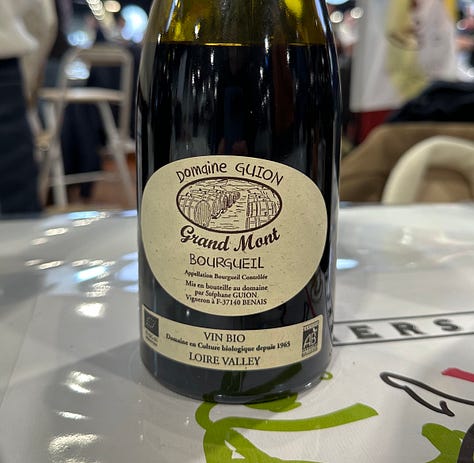 Domaine GUION
Grand Mont
BOURGUEIL
Appellation Bourgueil Contrôlée
Mis en bouteille au domaine
par Stéphane GUION,
Vigneron à F-37140 BENAIS
VIN BIO
Domaine en Culture biologique depuis 1965
LOIRE VALLEY
AB
ERS